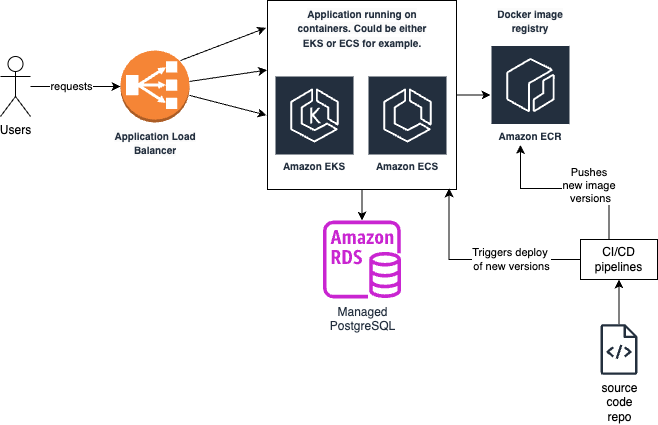 Application running on
containers. Could be either
EKS or ECS for example.
Docker image
registry
requests
Users
Application Load
Balancer
K
Amazon EKS
Amazon ECS
Amazon ECR
Pushes
new image
versions
Amazon
RDS
Managed
PostgreSQL
Triggers deploy
of new versions
CI/CD
pipelines
</>
source
code
repo